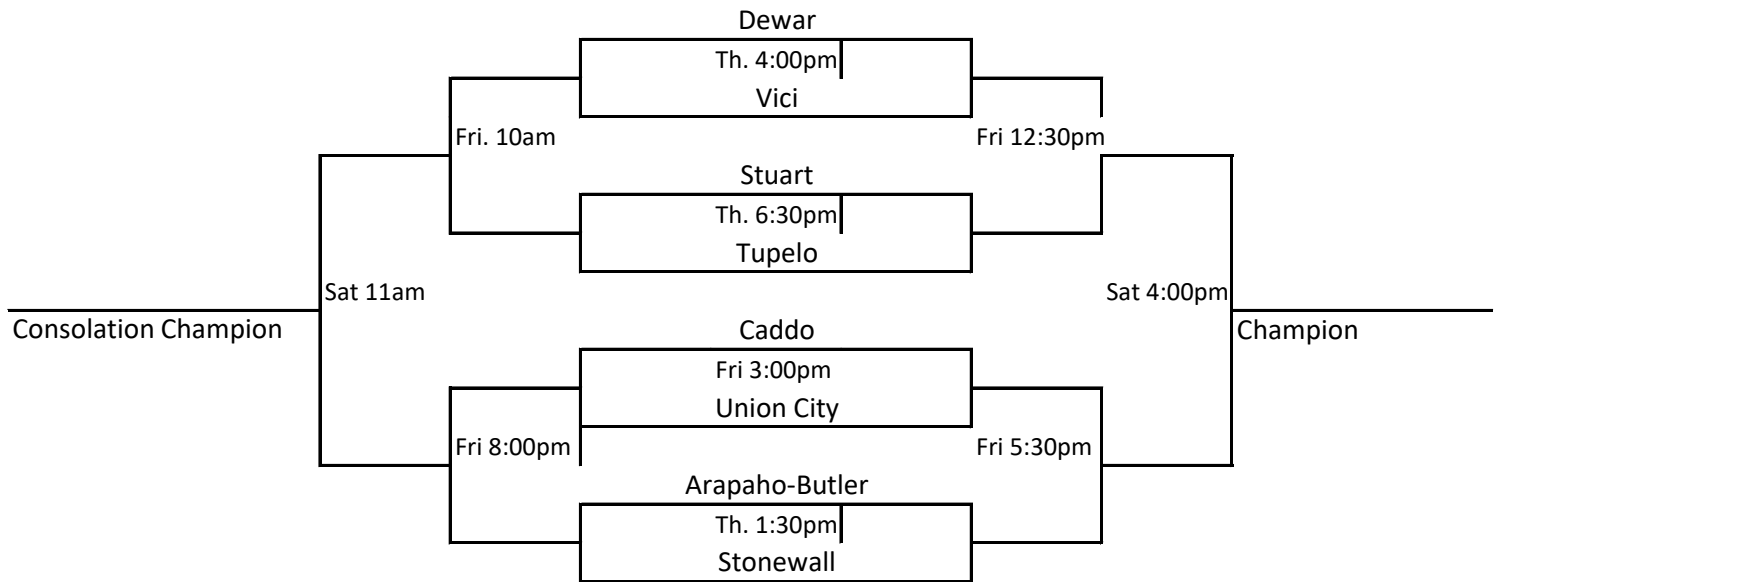 Dewar
Th. 4:00pm
Vici
Fri. 10am
Fri 12:30pm
Stuart
Th. 6:30pm
Tupelo
Sat 11am
Sat 4:00pm
Consolation Champion
Caddo
Champion
Fri 3:00pm
Union City
Fri 8:00pm
Fri 5:30pm
Arapaho-Butler
Th. 1:30pm
Stonewall